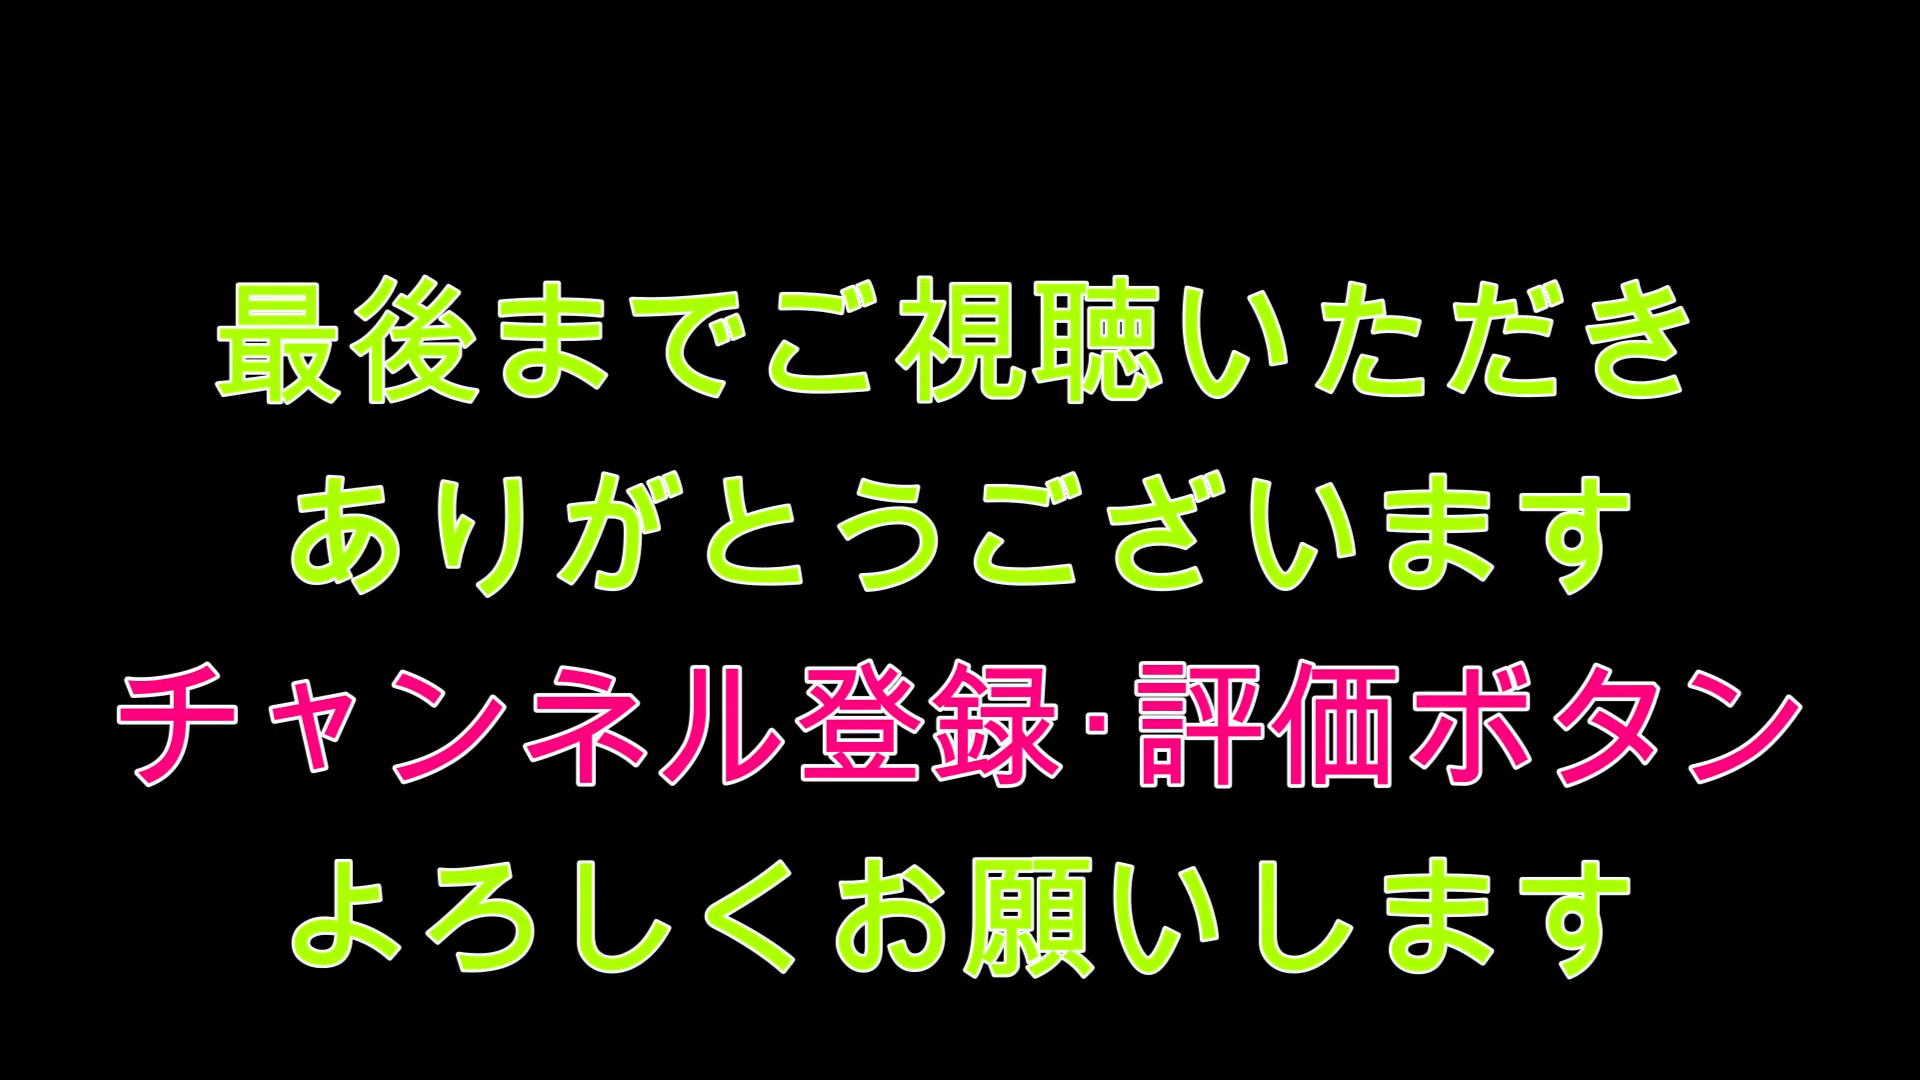 最後までご視聴いただき
ありがとうございます
チャンネル登録･評価ボタン
よろしくお願いします